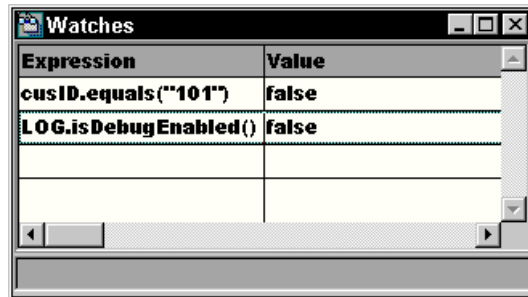 Watches
Expression Value
cusID.equals("101") false
LOG.isDebugEnabled() false